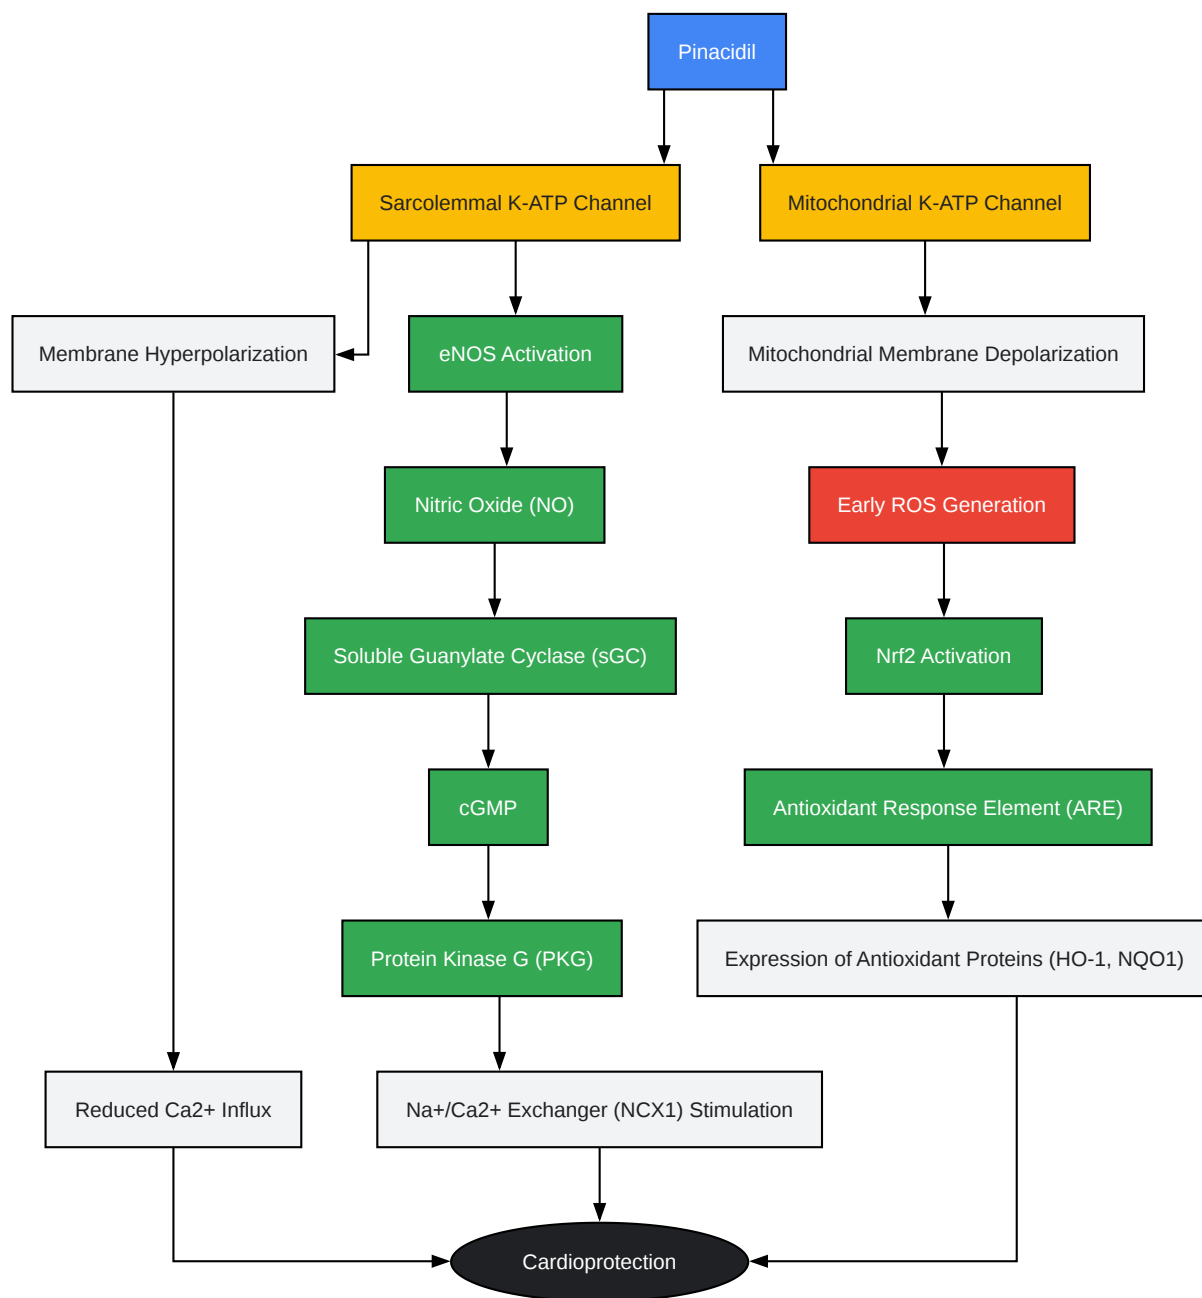 Pinacidil
Sarcolemmal K-ATP Channel
Mitochondrial K-ATP Channel
Membrane Hyperpolarization
eNOS Activation
Mitochondrial Membrane Depolarization
Nitric Oxide (NO)
Early ROS Generation
Soluble Guanylate Cyclase (sGC)
Nrf2 Activation
cGMP
Antioxidant Response Element (ARE)
Protein Kinase G (PKG)
Expression of Antioxidant Proteins (HO-1, NQO1)
Reduced Ca2+ Influx
Na+/Ca2+ Exchanger (NCX1) Stimulation
Cardioprotection